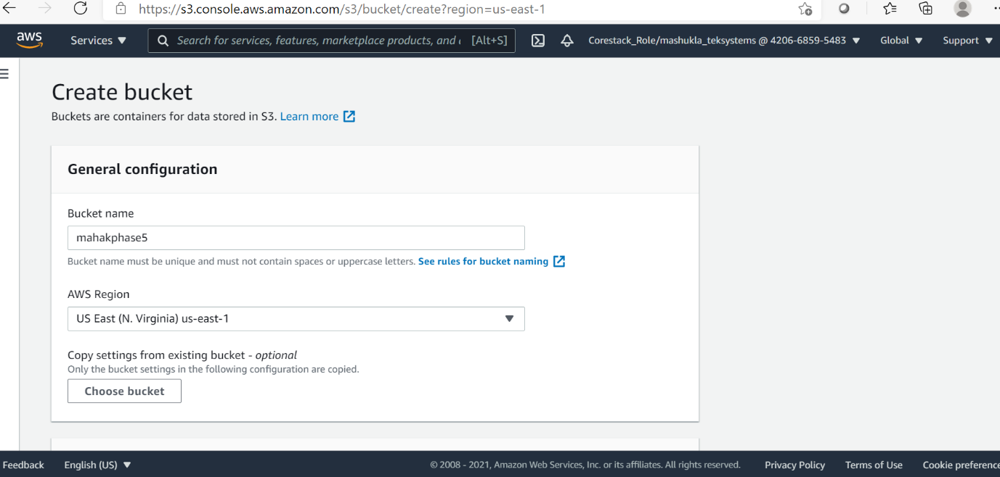 https://s3.console.aws.amazon.com/s3/bucket/create?region=us-east-1
aws Services Search for services, features, marketplace products, and [Alt+S] Corestack_Role/mashukla_teksystems @ 4206-6859-5483 Global Support
Create bucket
Buckets are containers for data stored in S3. Learn more
General configuration
Bucket name
mahakphase5
Bucket name must be unique and must not contain spaces or uppercase letters. See rules for bucket naming
AWS Region
US East (N. Virginia) us-east-1
Copy settings from existing bucket - optional
Only the bucket settings in the following configuration are copied.
Choose bucket
Feedback English (US) © 2008 - 2021, Amazon Web Services, Inc. or its affiliates. All rights reserved. Privacy Policy Terms of Use Cookie preference